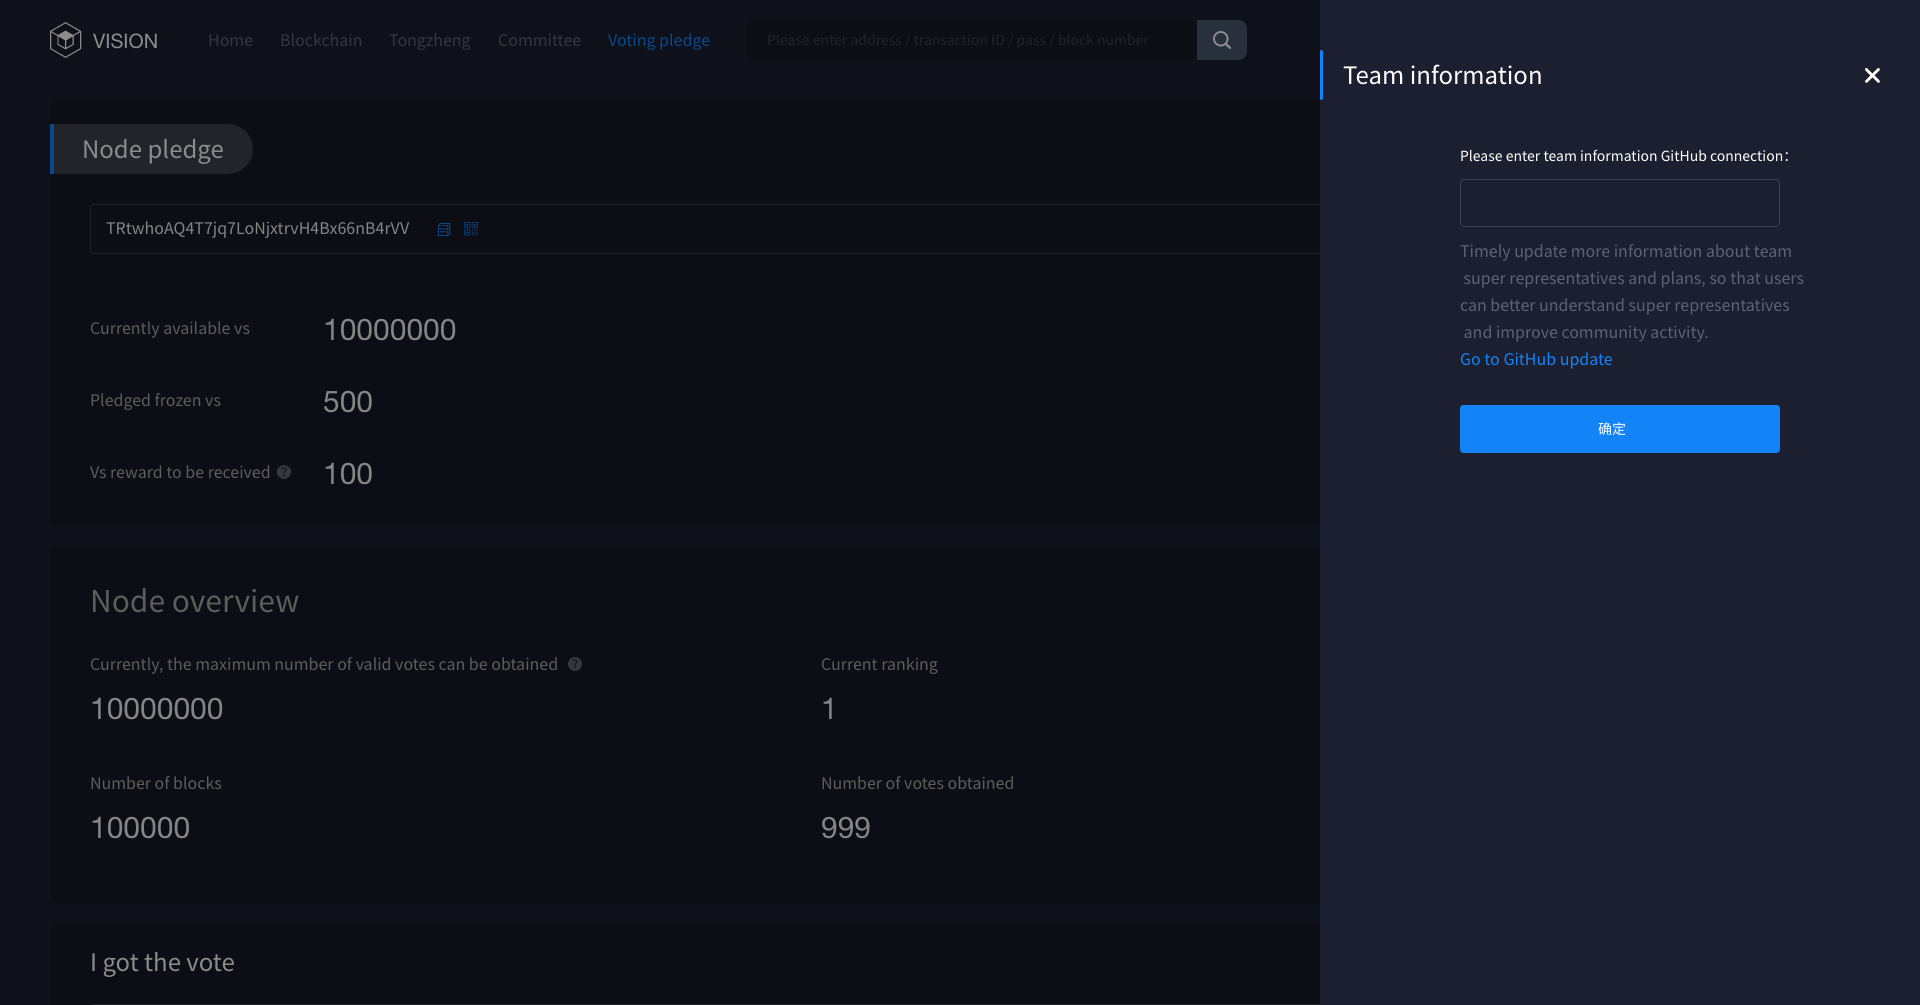 VISION
Home
Blockchain
Tongzheng
Committee
Voting pledge
Please enter address / transaction ID / pass / block number
Node pledge
TRtwhoAQ4T7jq7LoNjxtrvH4Bx66nB4rVV
Currently available vs
10000000
Pledged frozen vs
500
Vs reward to be received
?
100
Node overview
Currently, the maximum number of valid votes can be obtained
?
10000000
Current ranking
1
Number of blocks
100000
Number of votes obtained
999
I got the vote
Team information
Please enter team information GitHub connection：
Timely update more information about team
super representatives and plans, so that users
can better understand super representatives
and improve community activity.
Go to GitHub update
确定